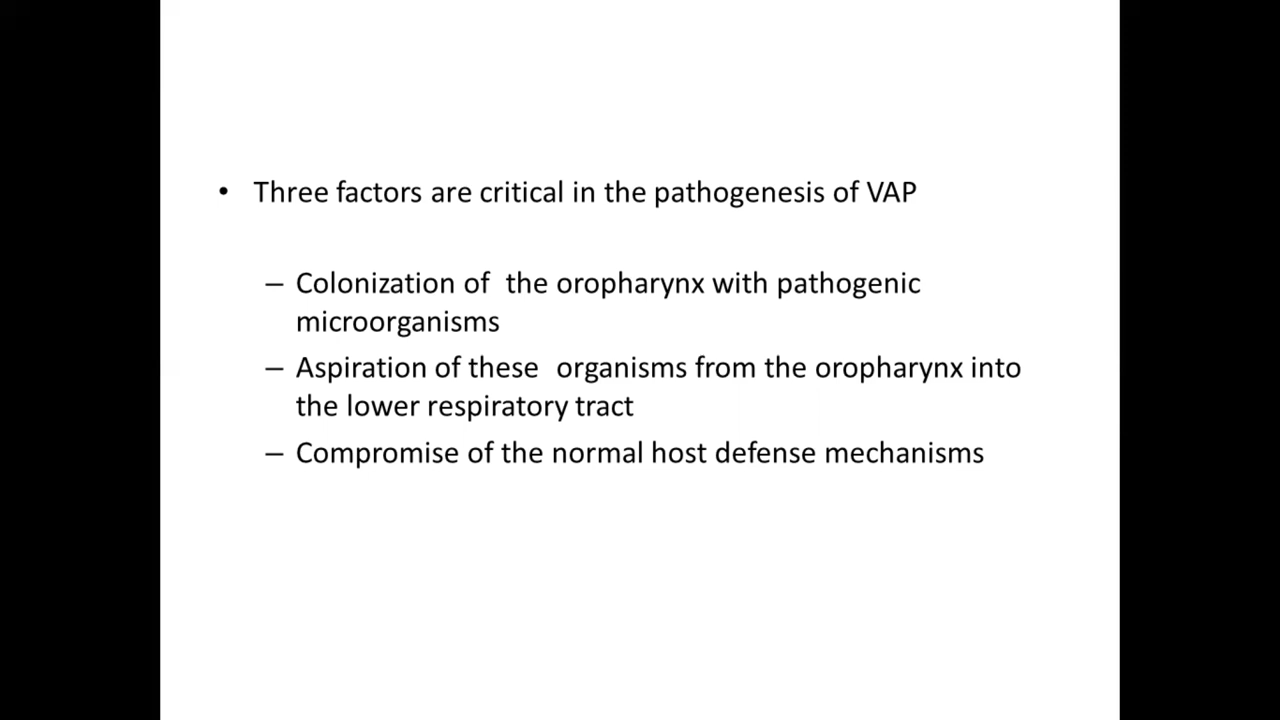 • Three factors are critical in the pathogenesis of VAP
– Colonization of  the oropharynx with pathogenic
microorganisms
– Aspiration of these  organisms from the oropharynx into
the lower respiratory tract
– Compromise of the normal host defense mechanisms